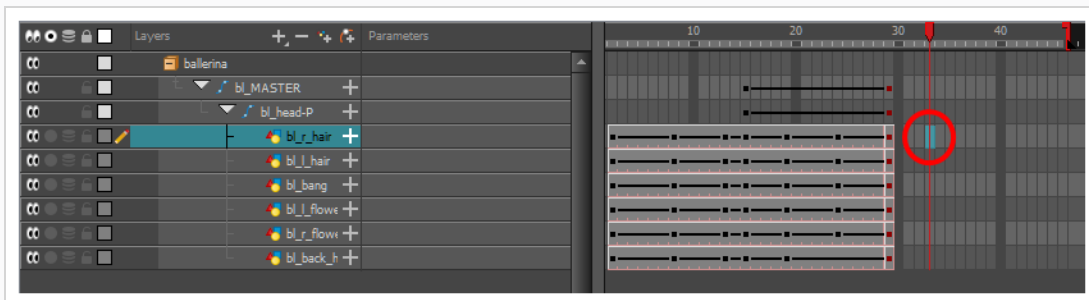 Layers Parameters 10 20 30 40
ballerina
bl_MASTER
bl_head-P
bl_r_hair
bl_l_hair
bl_bang
bl_l_flowe
bl_r_flowe
bl_back_h